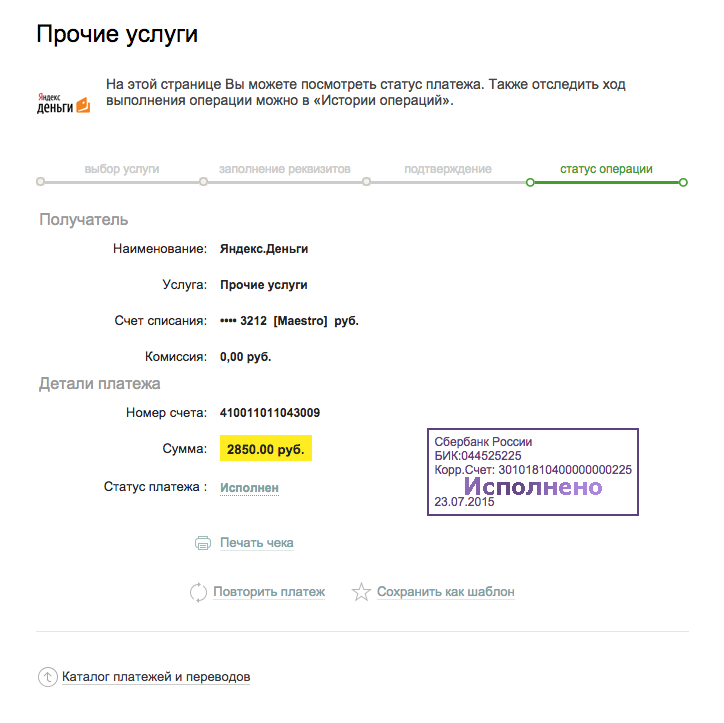 Прочие услуги
Яндекс
деньги
На этой странице Вы можете посмотреть статус платежа. Также отследить ход
выполнения операции можно в «Истории операций».
выбор услуги
заполнение реквизитов
подтверждение
статус операции
Получатель
Наименование: Яндекс.Деньги
Услуга: Прочие услуги
Счет списания: •••• 3212 [Maestro] руб.
Комиссия: 0,00 руб.
Детали платежа
Номер счета: 410011011043009
Сумма: 2850.00 руб.
Статус платежа : Исполнен
Сбербанк России
БИК:044525225
Корр.Счет: 30101810400000000225
Исполнено
23.07.2015
Печать чека
Повторить платеж
Сохранить как шаблон
Каталог платежей и переводов